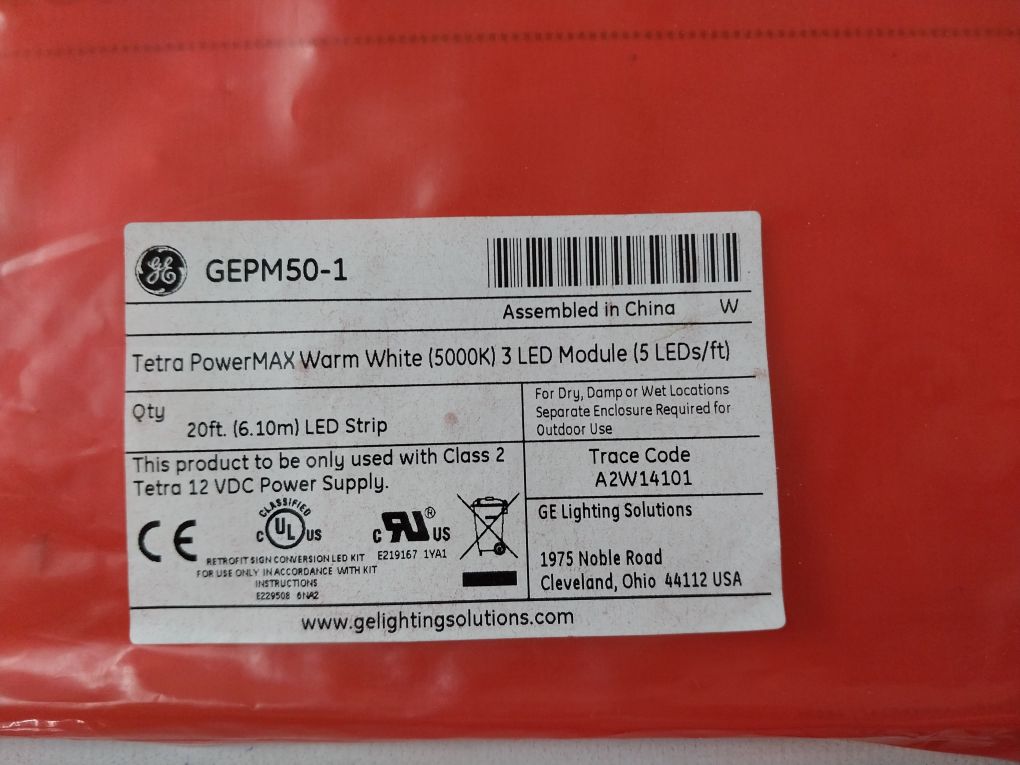 GE GEPM50-1
Assembled in China W
Tetra PowerMAX Warm White (5000K) 3 LED Module (5 LEDs/ft)
Qty
20ft. (6.10m) LED Strip
For Dry, Damp or Wet Locations
Separate Enclosure Required for
Outdoor Use
This product to be only used with Class 2
Tetra 12 VDC Power Supply.
Trace Code
A2W14101
CE
CLASSIFIED
C UL US
RETROFIT SIGN CONVERSION LED KIT
FOR USE ONLY IN ACCORDANCE WITH KIT
INSTRUCTIONS
E229508 6NA2
c RU ® US
E219167 1YA1
GE Lighting Solutions
1975 Noble Road
Cleveland, Ohio 44112 USA
www.gelightingsolutions.com